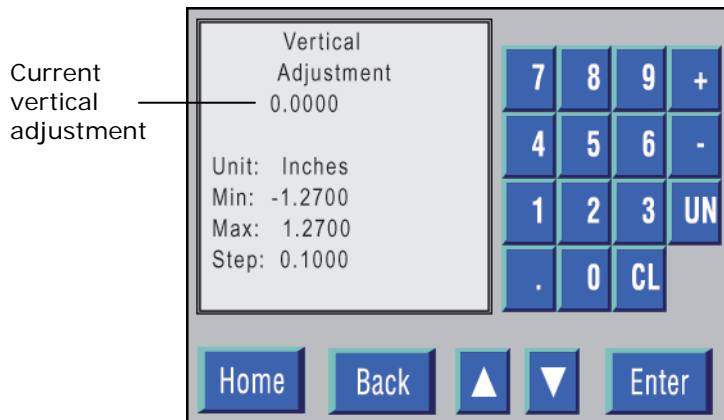 Current
vertical
adjustment
Vertical
Adjustment
0.0000
Unit: Inches
Min: -1.2700
Max: 1.2700
Step: 0.1000
7 8 9 +
4 5 6 -
1 2 3 UN
. 0 CL
Home Back Enter